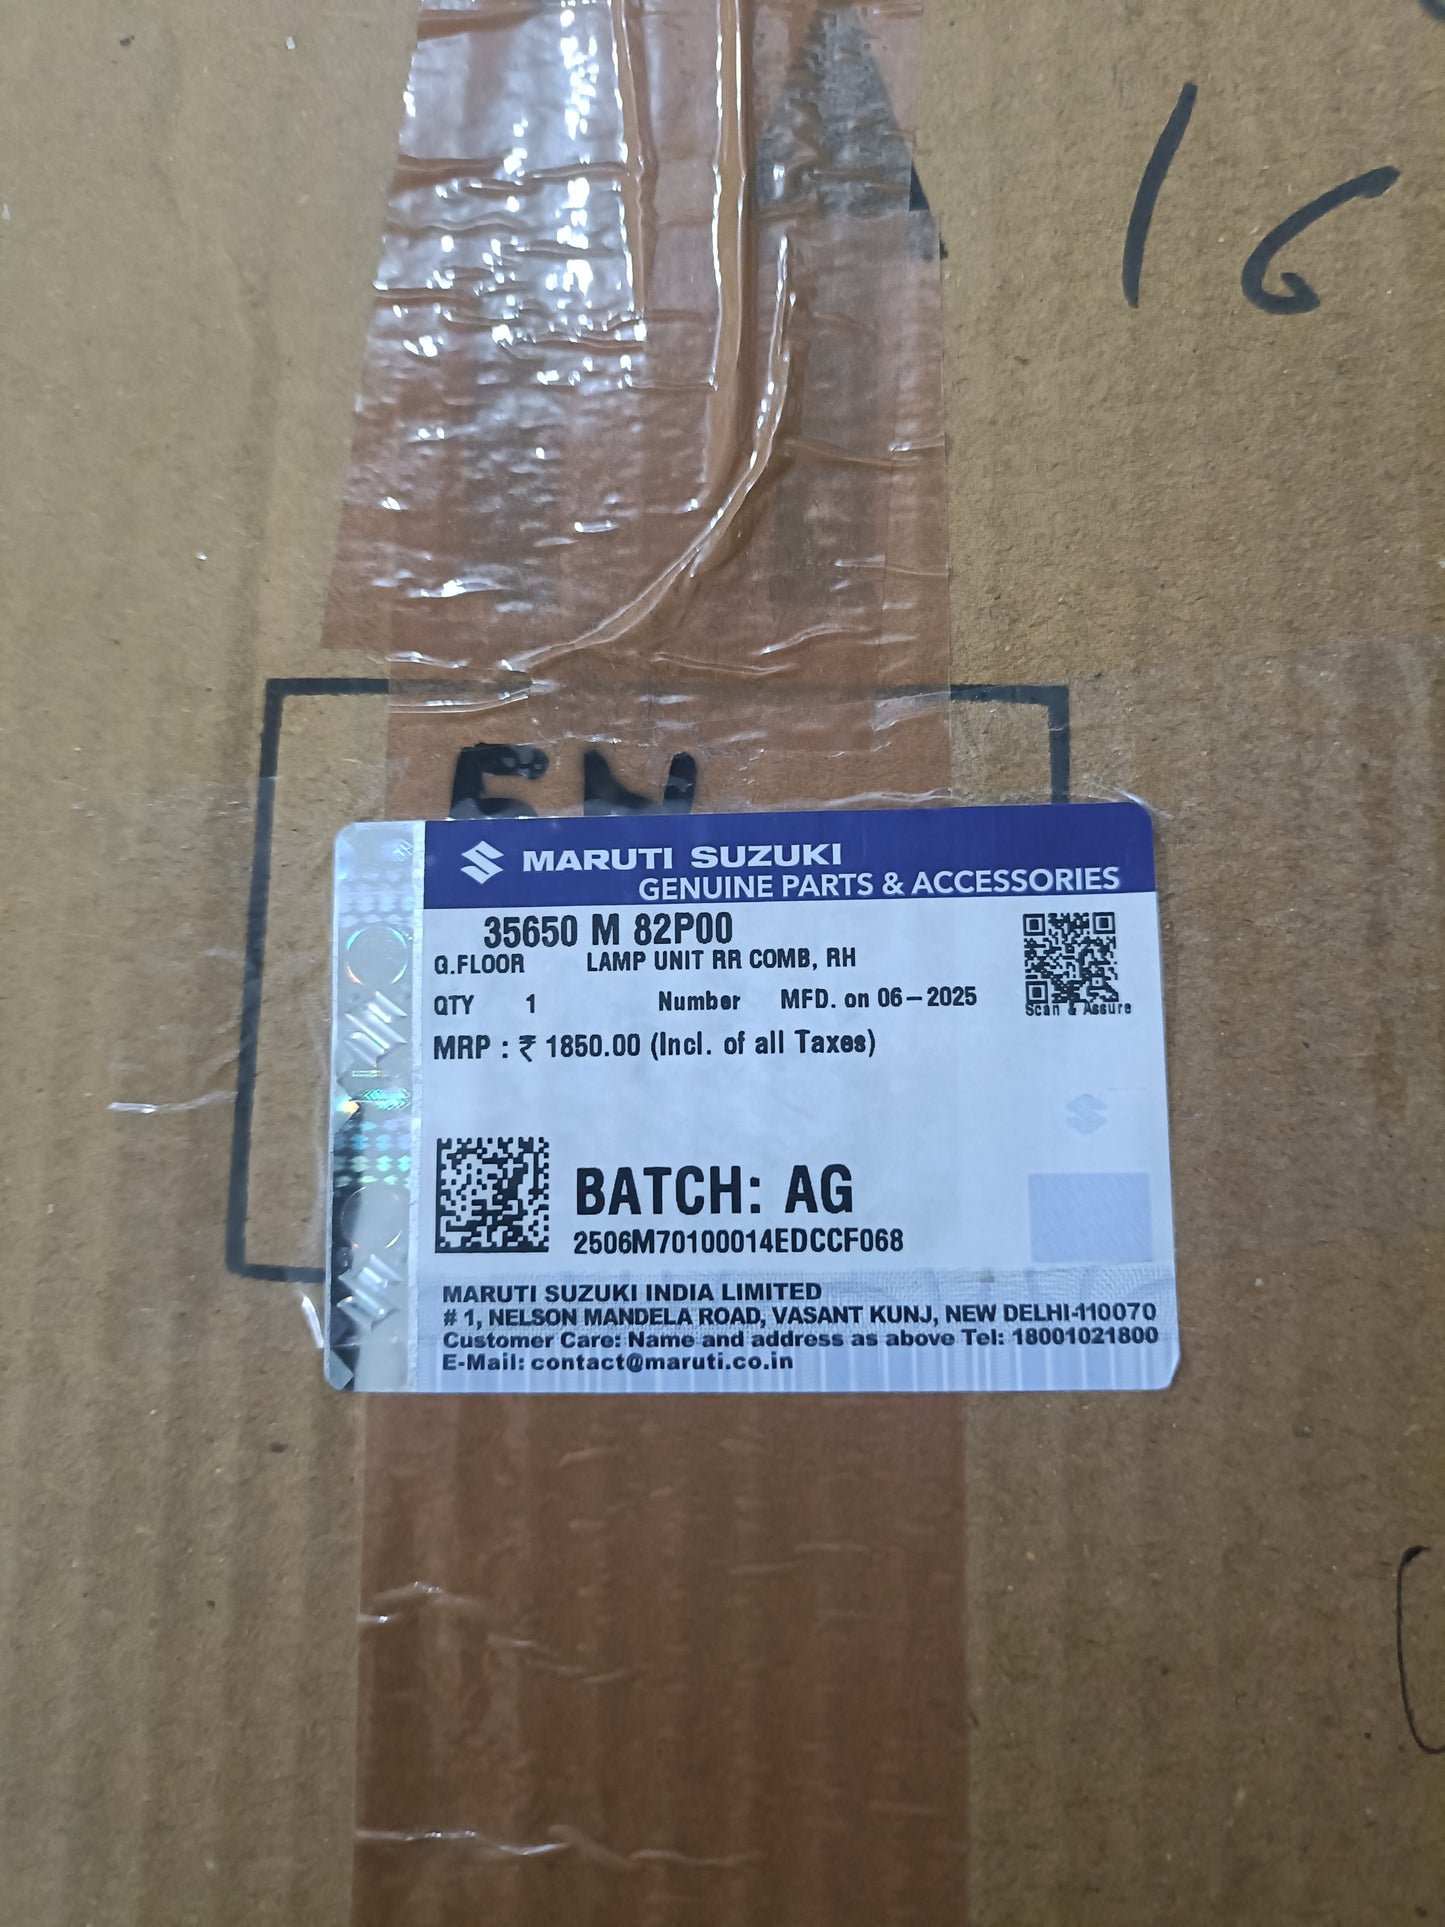 16
MARUTI SUZUKI
GENUINE PARTS & ACCESSORIES
35650 M 82P00
G.FLOOR LAMP UNIT RR COMB, RH
QTY 1 Number MFD. on 06-2025
Scan & Assure
MRP : ₹ 1850.00 (Incl. of all Taxes)
BATCH: AG
2506M70100014EDCCF068
MARUTI SUZUKI INDIA LIMITED
# 1, NELSON MANDELA ROAD, VASANT KUNJ, NEW DELHI-110070
Customer Care: Name and address as above Tel: 18001021800
E-Mail: contact@maruti.co.in